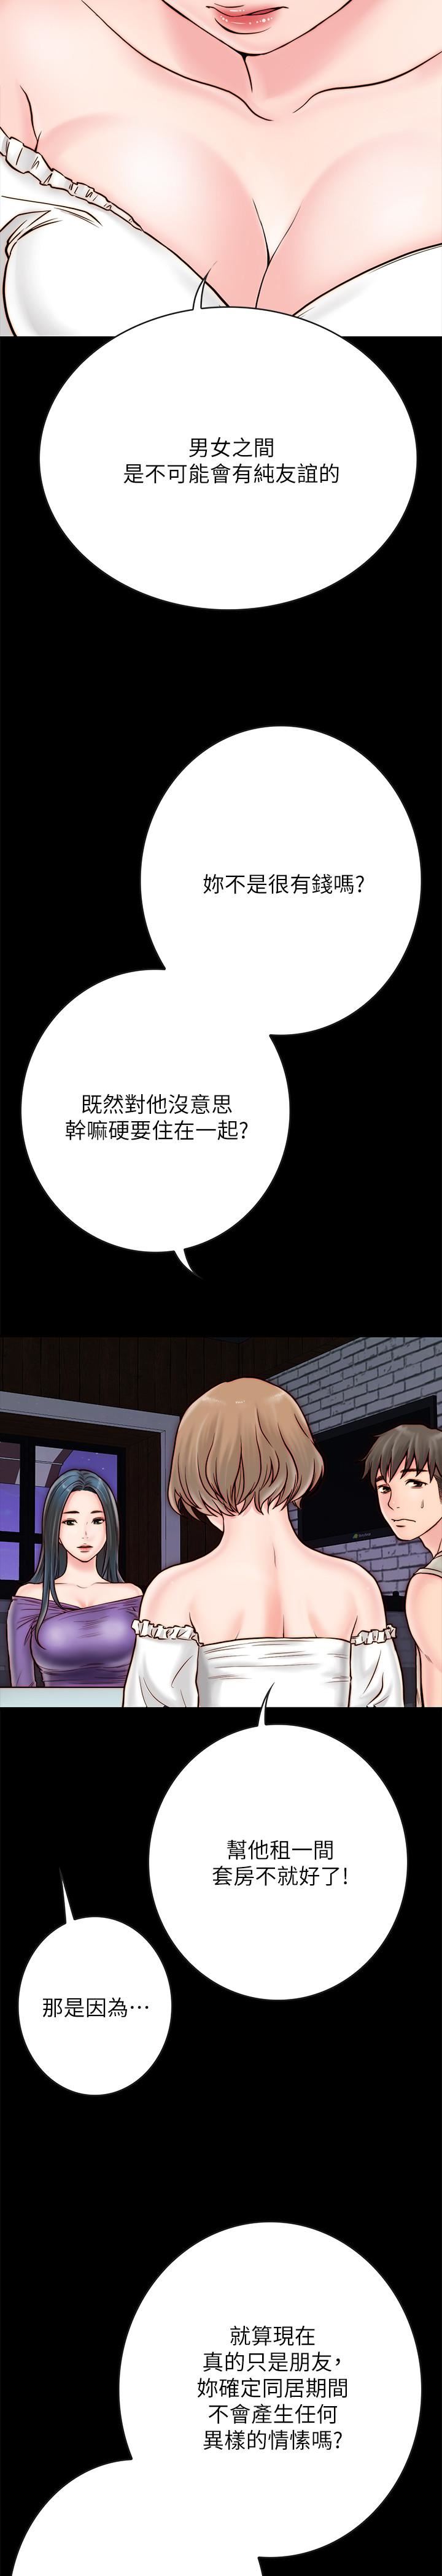 男女之間
是不可能會有純友誼的
妳不是很有錢嗎?
既然對他沒意思
幹嘛硬要住在一起?
幫他租一間
套房不就好了!
那是因為⋯
就算現在
真的只是朋友,
妳確定同居期間
不會產生任何
異樣的情愫嗎?